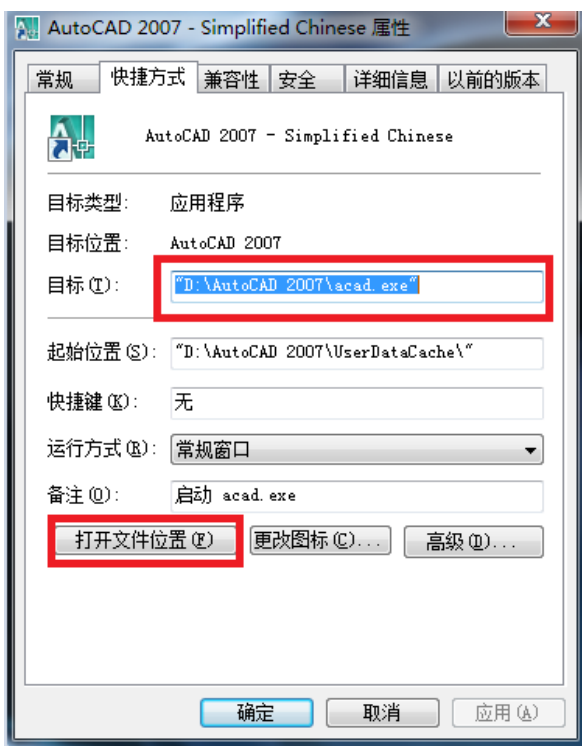 AutoCAD 2007 - Simplified Chinese 属性
常规 快捷方式 兼容性 安全 详细信息 以前的版本
AutoCAD 2007 - Simplified Chinese
目标类型: 应用程序
目标位置: AutoCAD 2007
目标(T): "D:\AutoCAD 2007\acad.exe"
起始位置(S): "D:\AutoCAD 2007\UserDataCache\"
快捷键(K): 无
运行方式(R): 常规窗口
备注(O): 启动 acad.exe
打开文件位置(F) 更改图标(C)... 高级(D)...
确定 取消 应用(A)